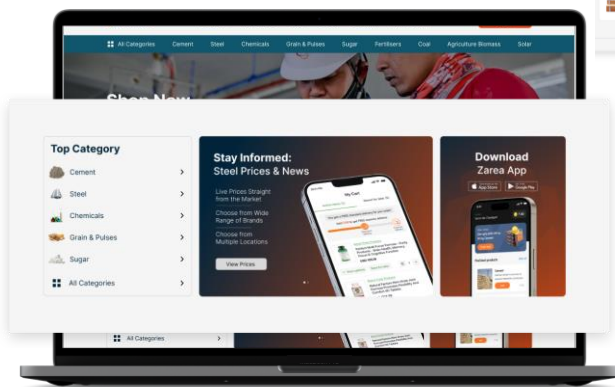 All Categories Cement Steel Chemicals Grain & Pulses Sugar Fertilisers Coal Agriculture Biomass Solar
Shop Now
Top Category
Cement
Steel
Chemicals
Grain & Pulses
Sugar
All Categories
Stay Informed:
Steel Prices & News
Live Prices Straight
from the Market
Choose from Wide
Range of Brands
Choose from
Multiple Locations
View Prices
My Cart
Download
Zarea App
App Store
Google Play
All Categories